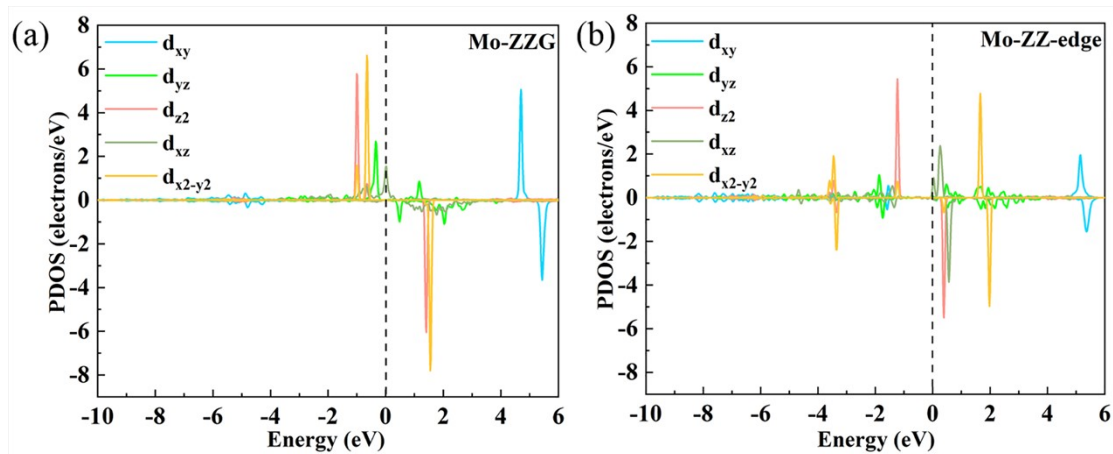 (a)
Mo-ZZG
dxy
dyz
dz2
dxz
dx2-y2
8
6
4
2
0
-2
-4
-6
-8
PDOS (electrons/eV)
-10 -8 -6 -4 -2 0 2 4 6
Energy (eV)
(b)
Mo-ZZ-edge
dxy
dyz
dz2
dxz
dx2-y2
8
6
4
2
0
-2
-4
-6
-8
PDOS (electrons/eV)
-10 -8 -6 -4 -2 0 2 4 6
Energy (eV)